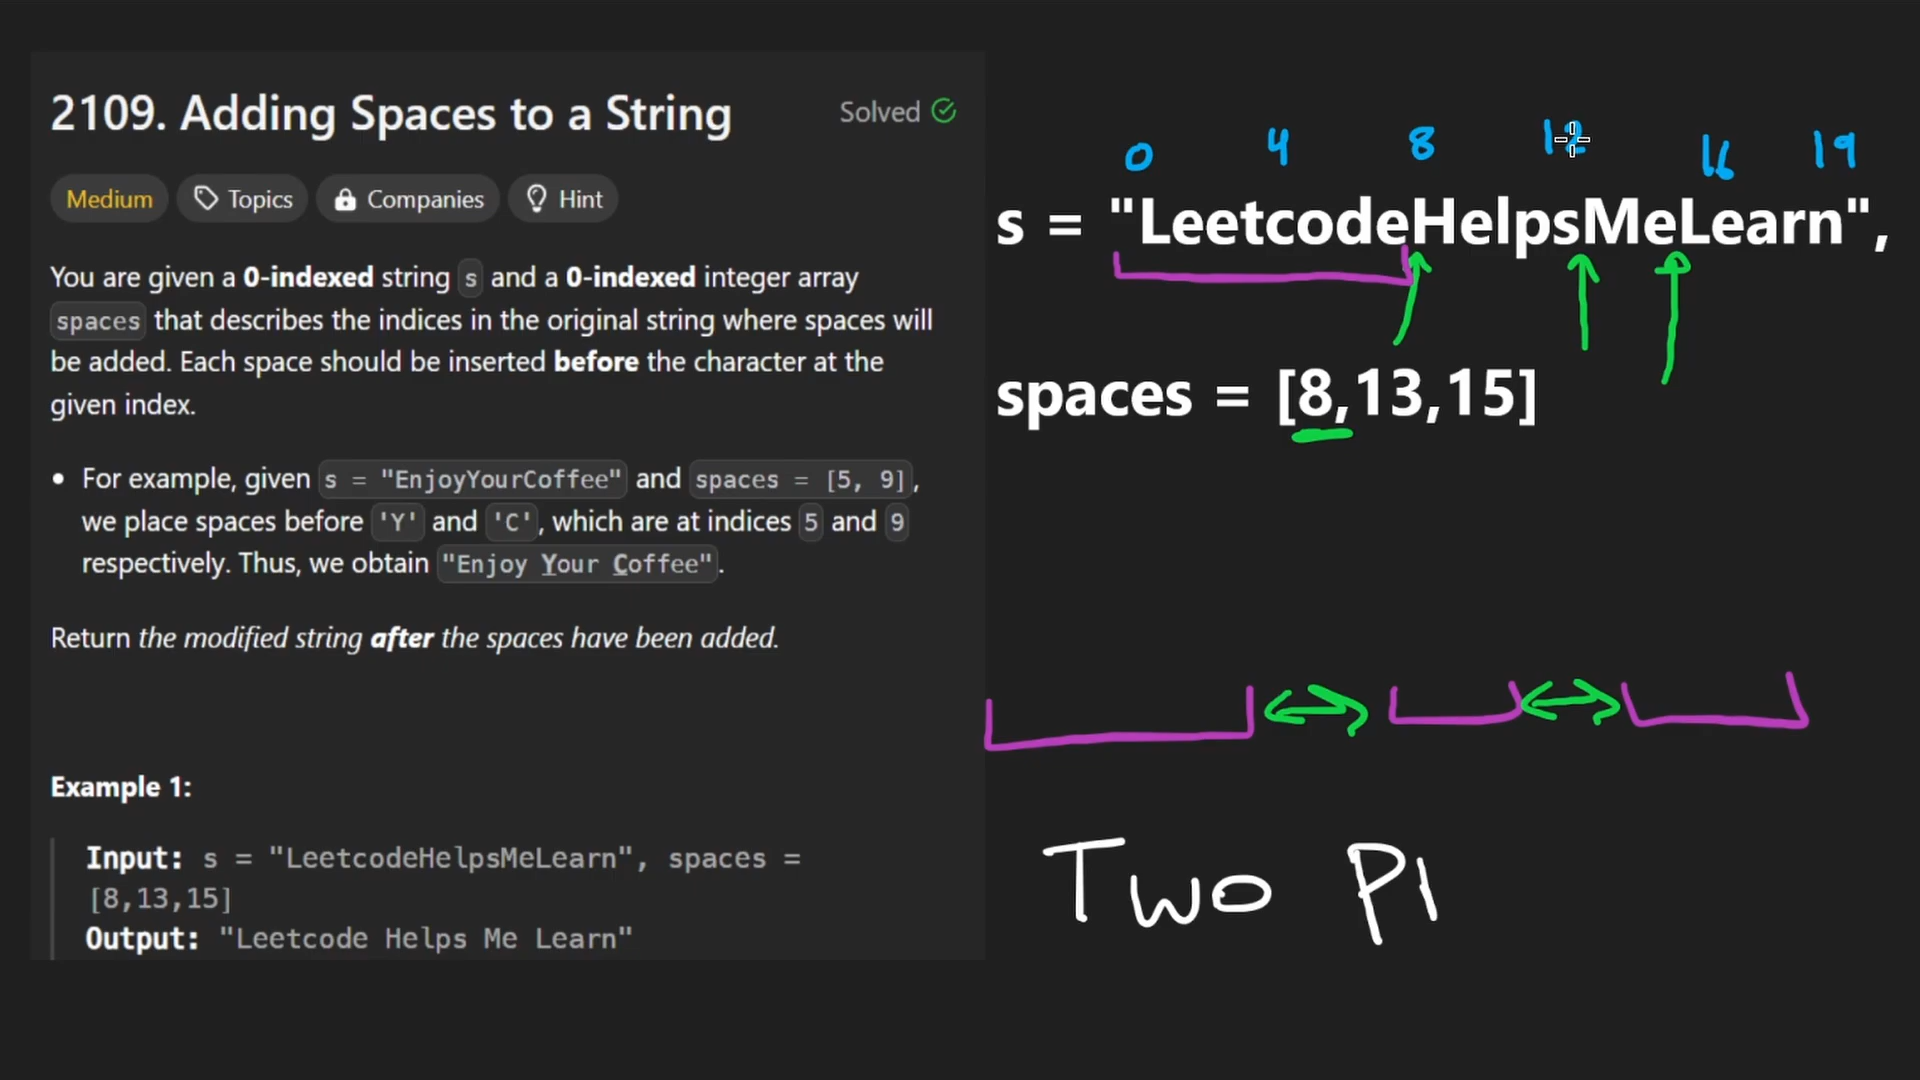 2109. Adding Spaces to a String
Solved
Medium
Topics
Companies
Hint
You are given a 0-indexed string s and a 0-indexed integer array
spaces that describes the indices in the original string where spaces will
be added. Each space should be inserted before the character at the
given index.
• For example, given s = "EnjoyYourCoffee" and spaces = [5, 9],
we place spaces before 'Y' and 'C', which are at indices 5 and 9
respectively. Thus, we obtain "Enjoy Your Coffee".
Return the modified string after the spaces have been added.
Example 1:
Input: s = "LeetcodeHelpsMeLearn", spaces =
[8,13,15]
Output: "Leetcode Helps Me Learn"
0 4 8 12 16 19
s = "LeetcodeHelpsMeLearn",
spaces = [8,13,15]
Two PI